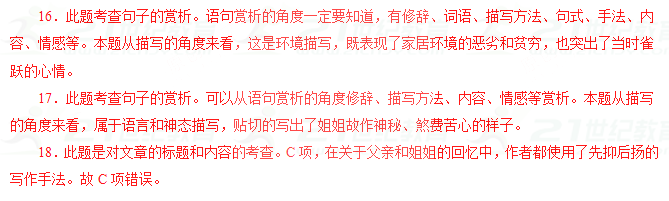 16．此题考查句子的赏析。语句赏析的角度一定要知道，有修辞、词语、描写方法、句式、手法、内
容、情感等。本题从描写的角度来看，这是环境描写，既表现了家居环境的恶劣和贫穷，也突出了当时雀
跃的心情。
17．此题考查句子的赏析。可以从语句赏析的角度修辞、描写方法、内容、情感等赏析。本题从描写
的角度来看，属于语言和神态描写，贴切的写出了姐姐故作神秘、煞费苦心的样子。
18．此题是对文章的标题和内容的考查。C 项，在关于父亲和姐姐的回忆中，作者都使用了先抑后扬的
写作手法。故 C 项错误。